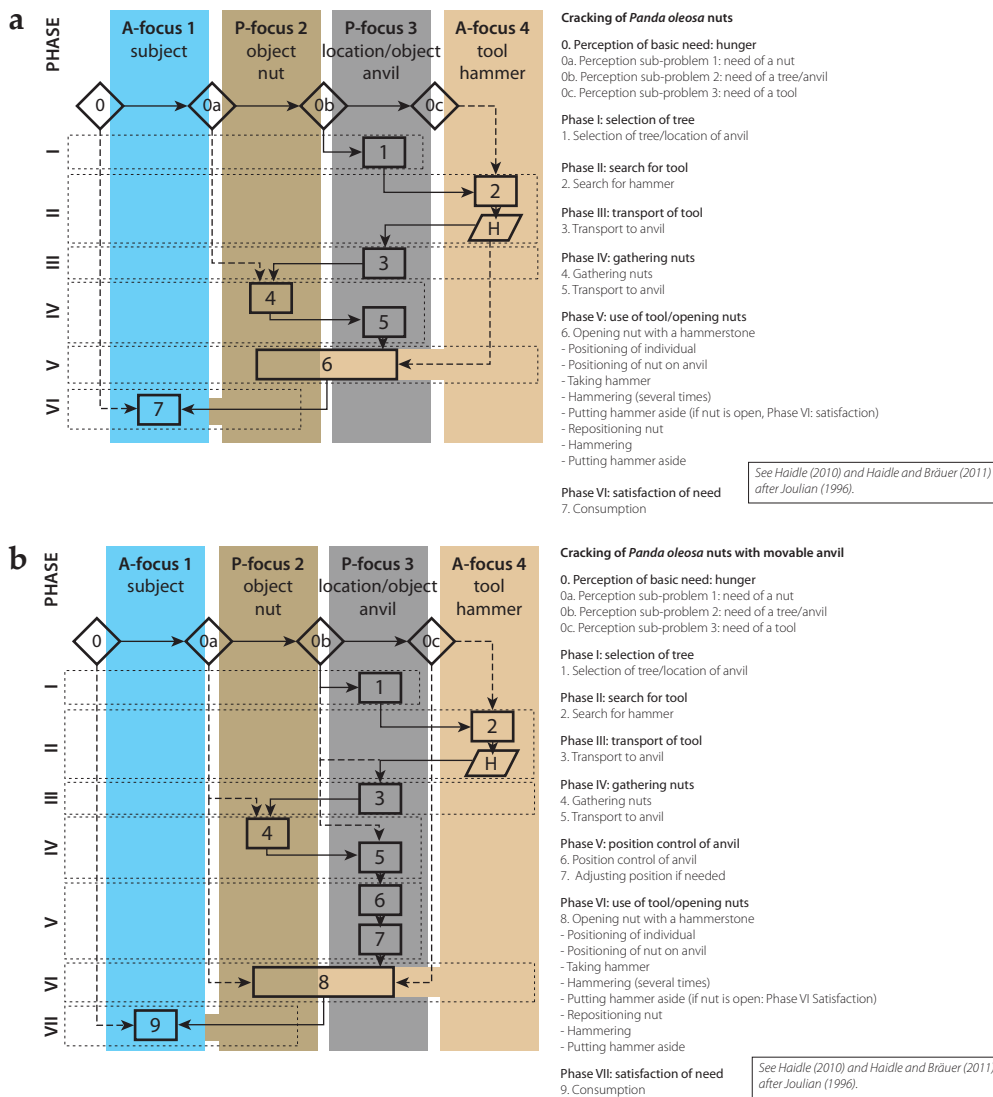 a
PHASE
A-focus 1
subject
P-focus 2
object
nut
P-focus 3
location/object
anvil
A-focus 4
tool
hammer
0
0a
0b
0c
I
1
II
2
H
III
3
IV
4
5
V
6
VI
7
Cracking of Panda oleosa nuts
0. Perception of basic need: hunger
0a. Perception sub-problem 1: need of a nut
0b. Perception sub-problem 2: need of a tree/anvil
0c. Perception sub-problem 3: need of a tool
Phase I: selection of tree
1. Selection of tree/location of anvil
Phase II: search for tool
2. Search for hammer
Phase III: transport of tool
3. Transport to anvil
Phase IV: gathering nuts
4. Gathering nuts
5. Transport to anvil
Phase V: use of tool/opening nuts
6. Opening nut with a hammerstone
- Positioning of individual
- Positioning of nut on anvil
- Taking hammer
- Hammering (several times)
- Putting hammer aside (if nut is open, Phase VI: satisfaction)
- Repositioning nut
- Hammering
- Putting hammer aside
Phase VI: satisfaction of need
7. Consumption
See Haidle (2010) and Haidle and Bräuer (2011)
after Joulian (1996).
b
PHASE
A-focus 1
subject
P-focus 2
object
nut
P-focus 3
location/object
anvil
A-focus 4
tool
hammer
0
0a
0b
0c
I
1
II
2
H
III
3
IV
4
5
V
6
7
VI
8
VII
9
Cracking of Panda oleosa nuts with movable anvil
0. Perception of basic need: hunger
0a. Perception sub-problem 1: need of a nut
0b. Perception sub-problem 2: need of a tree/anvil
0c. Perception sub-problem 3: need of a tool
Phase I: selection of tree
1. Selection of tree/location of anvil
Phase II: search for tool
2. Search for hammer
Phase III: transport of tool
3. Transport to anvil
Phase IV: gathering nuts
4. Gathering nuts
5. Transport to anvil
Phase V: position control of anvil
6. Position control of anvil
7. Adjusting position if needed
Phase VI: use of tool/opening nuts
8. Opening nut with a hammerstone
- Positioning of individual
- Positioning of nut on anvil
- Taking hammer
- Hammering (several times)
- Putting hammer aside (if nut is open: Phase VI Satisfaction)
- Repositioning nut
- Hammering
- Putting hammer aside
Phase VII: satisfaction of need
9. Consumption
See Haidle (2010) and Haidle and Bräuer (2011)
after Joulian (1996).